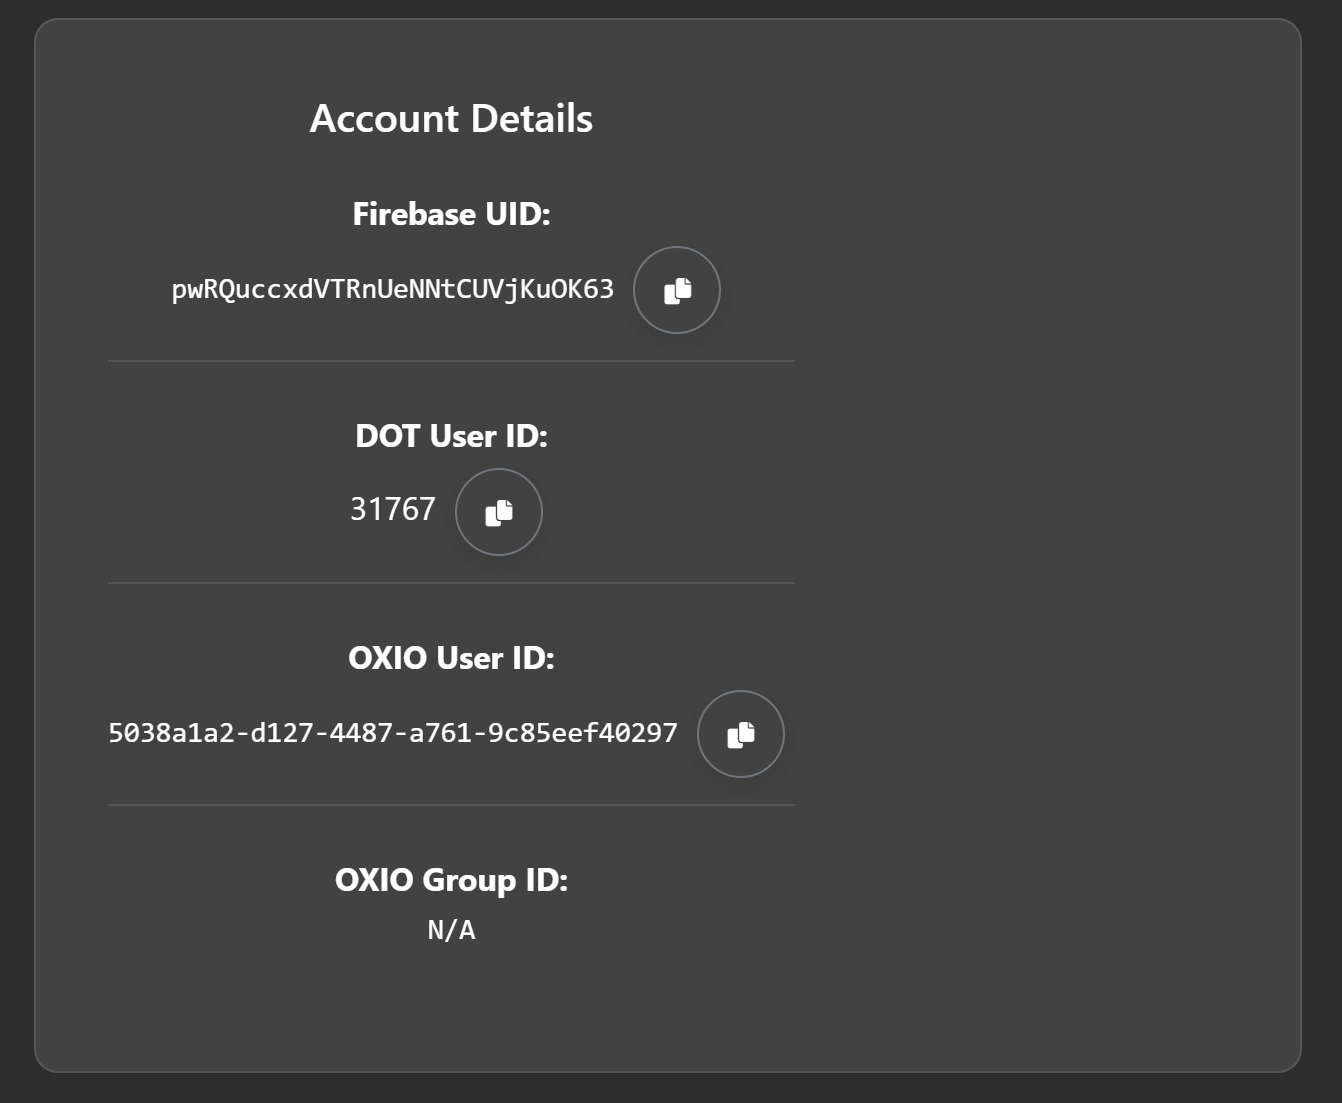 Account Details
Firebase UID:
pwRQuccxdVTRnUeNNtCUVjKuOK63
DOT User ID:
31767
OXIO User ID:
5038a1a2-d127-4487-a761-9c85eef40297
OXIO Group ID:
N/A